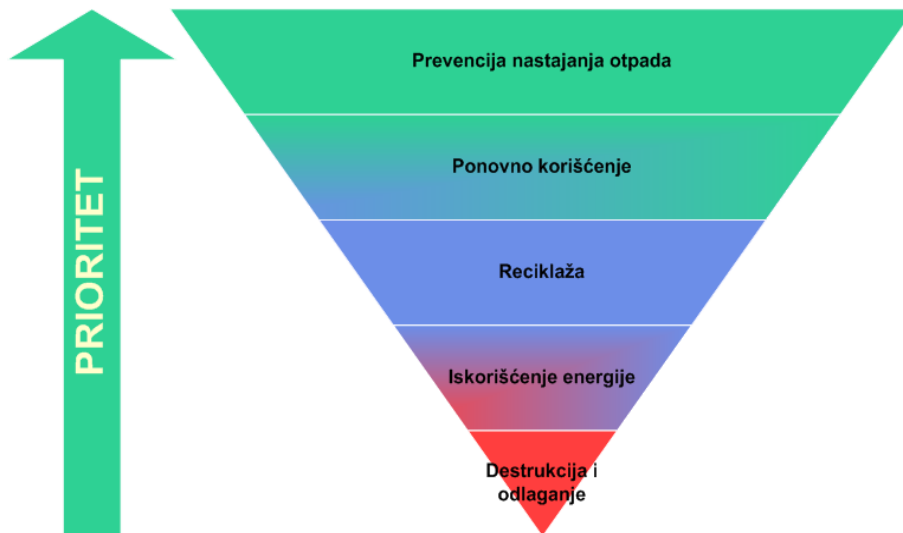 PRIORITET
Prevencija nastajanja otpada
Ponovno korišćenje
Reciklaža
Iskorišćenje energije
Destrukcija i
odlaganje